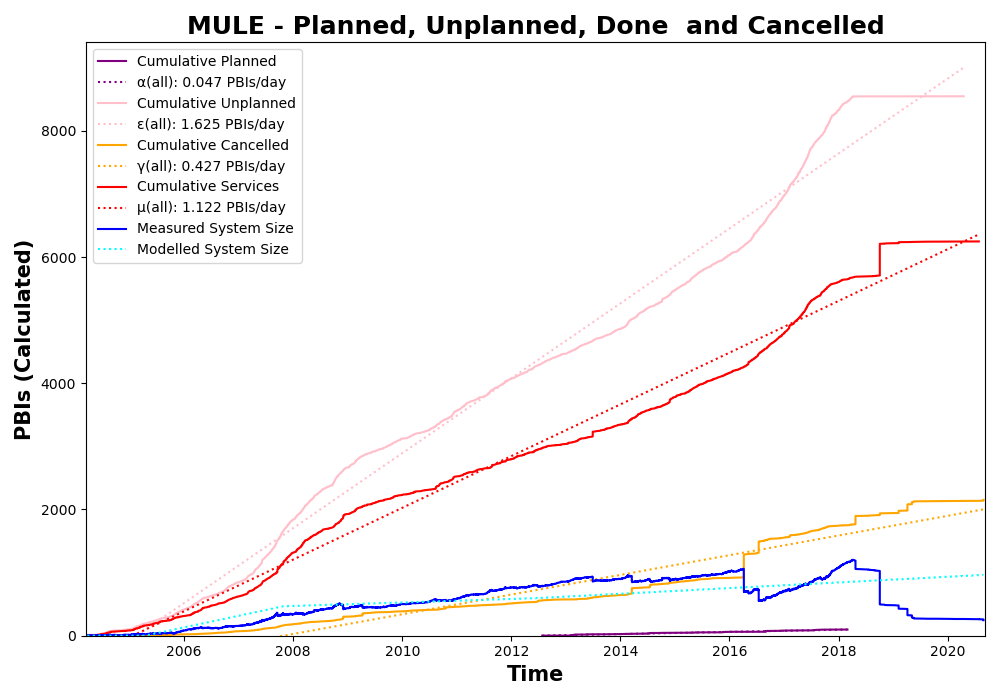 MULE - Planned, Unplanned, Done  and Cancelled
Cumulative Planned
α(all): 0.047 PBIs/day
Cumulative Unplanned
ε(all): 1.625 PBIs/day
Cumulative Cancelled
γ(all): 0.427 PBIs/day
Cumulative Services
μ(all): 1.122 PBIs/day
Measured System Size
Modelled System Size
PBIs (Calculated)
8000
6000
4000
2000
0
2006 2008 2010 2012 2014 2016 2018 2020
Time